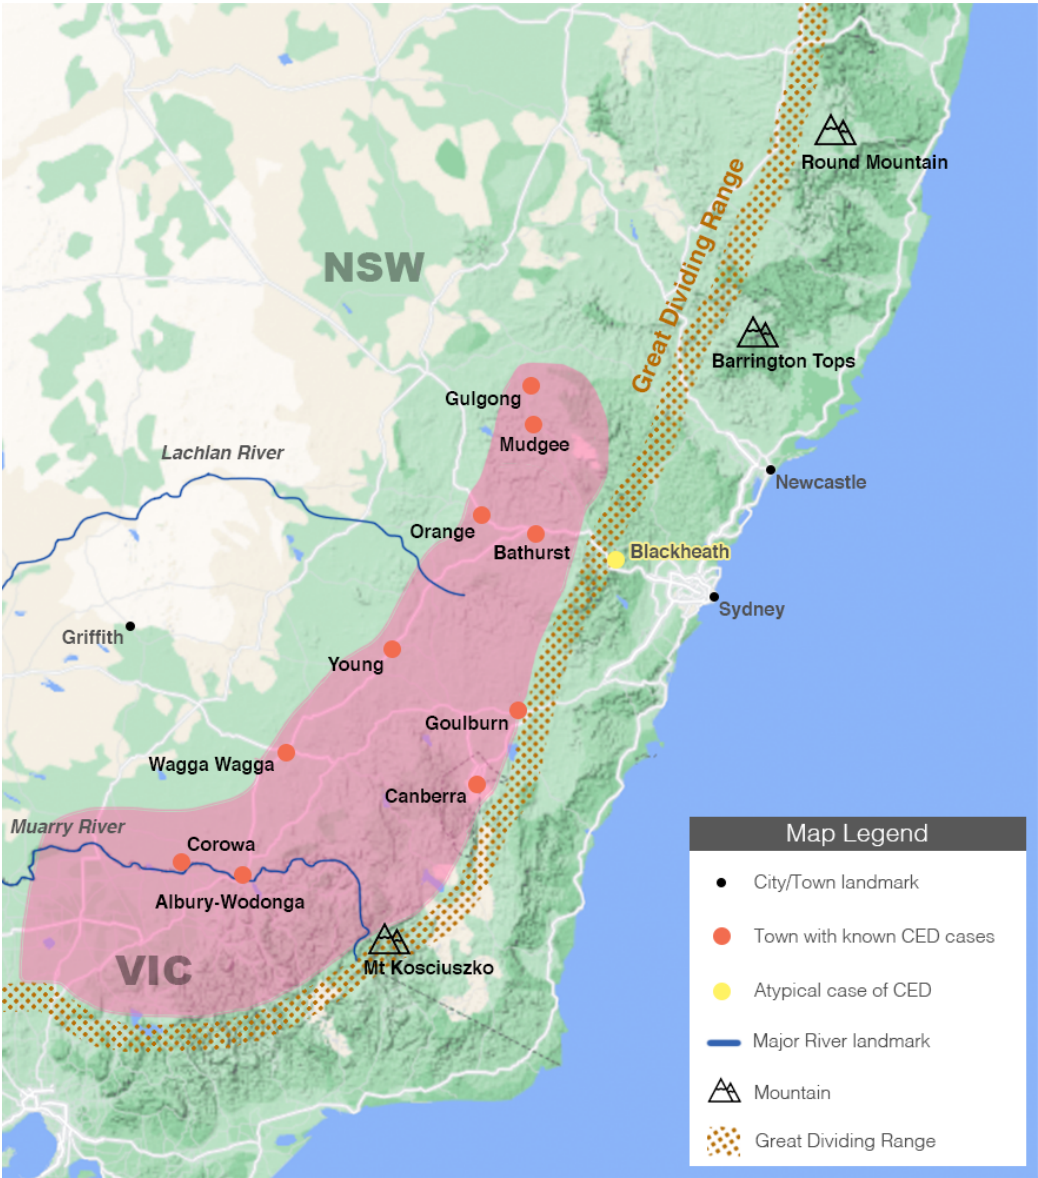 Round Mountain
Great Dividing Range
NSW
Barrington Tops
Gulgong
Mudgee
Lachlan River
Newcastle
Orange
Bathurst
Blackheath
Sydney
Griffith
Young
Goulburn
Wagga Wagga
Canberra
Muarry River
Corowa
Albury-Wodonga
VIC
Mt Kosciuszko
Map Legend
City/Town landmark
Town with known CED cases
Atypical case of CED
Major River landmark
Mountain
Great Dividing Range